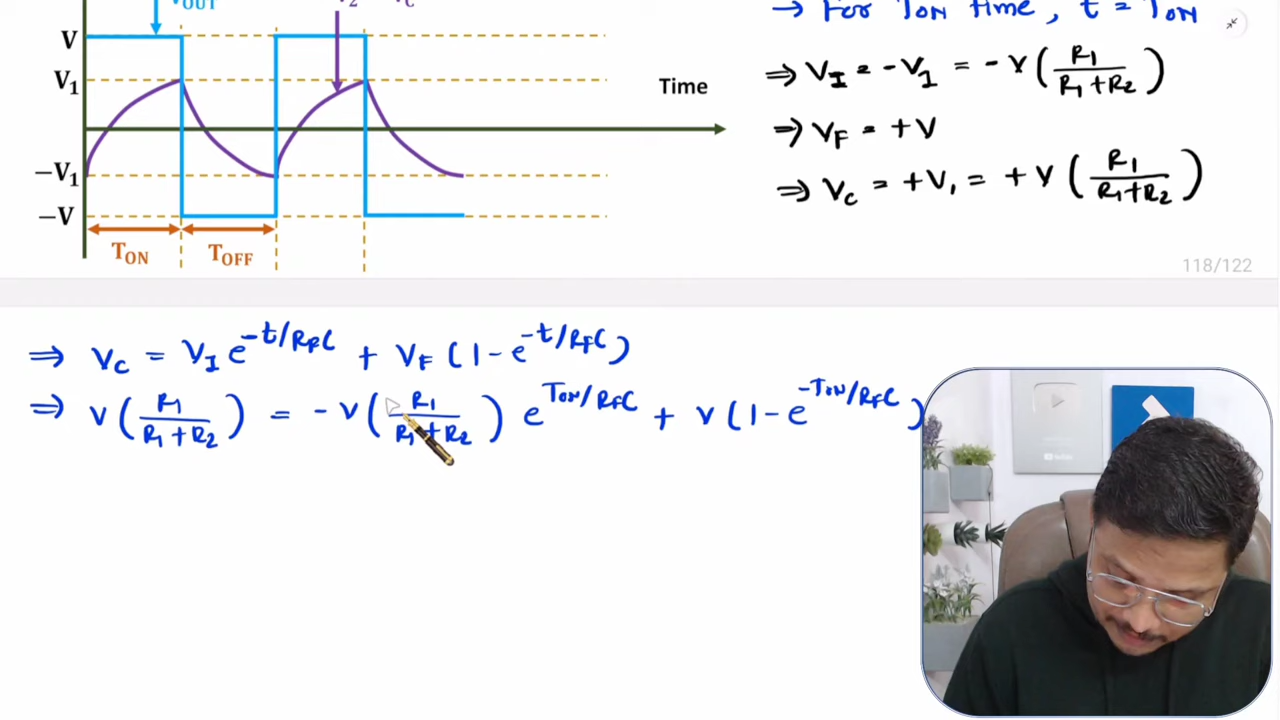 OUT
→ For TON time, t = TON
V
V₁
−V₁
−V
TON
TOFF
Time
⇒ VI = -V1 = -V(R1/(R1+R2))
⇒ VF = +V
⇒ VC = +V1 = +V(R1/(R1+R2))
118/122
⇒ VC = VI e^(-t/RFC) + VF (1-e^(-t/RFC))
⇒ V(R1/(R1+R2)) = -V(R1/(R1+R2)) e^(TON/RFC) + V(1-e^(-TON/RFC))